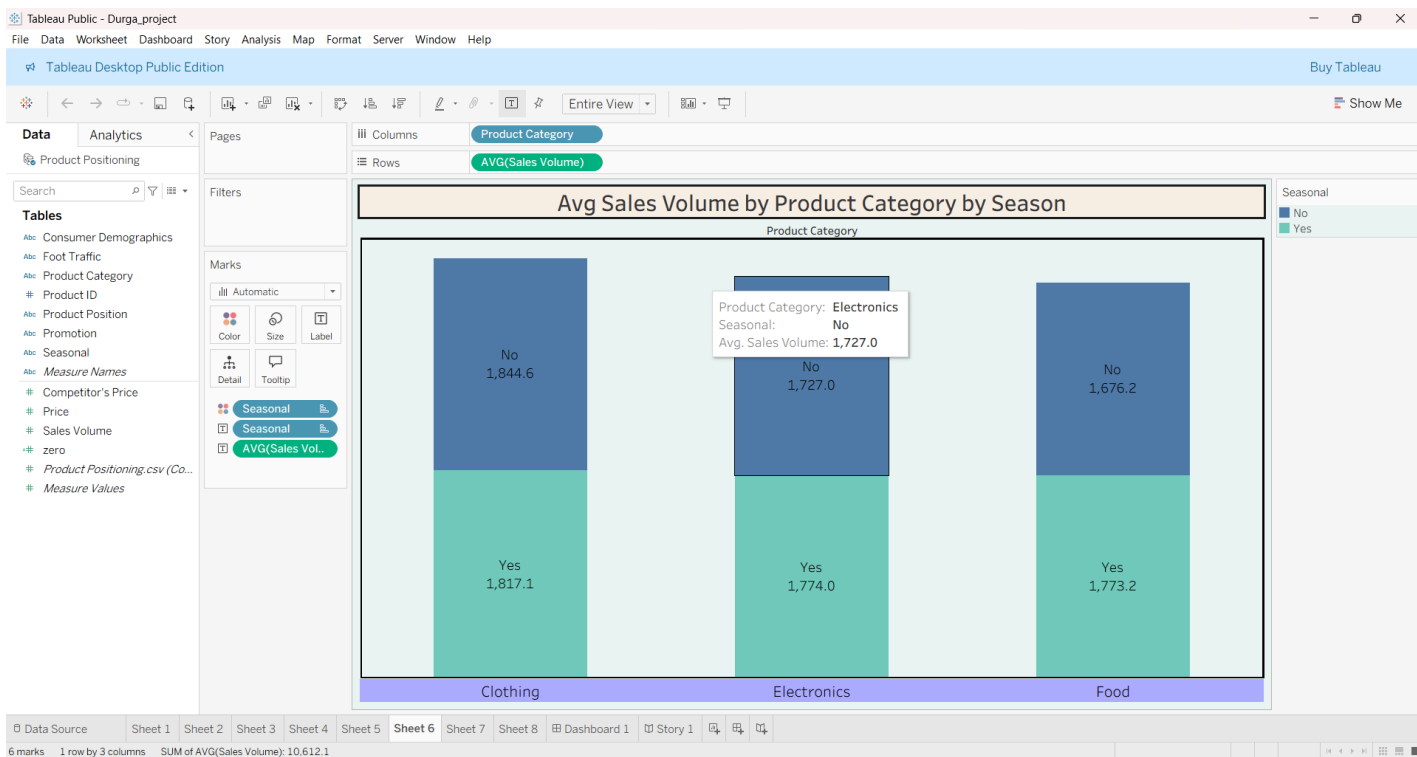 Tableau Public - Durga_project
File Data Worksheet Dashboard Story Analysis Map Format Server Window Help
Tableau Desktop Public Edition
Buy Tableau
Entire View
Show Me
Data
Analytics
Product Positioning
Search
Tables
Abc Consumer Demographics
Abc Foot Traffic
Abc Product Category
# Product ID
Abc Product Position
Abc Promotion
Abc Seasonal
Abc Measure Names
# Competitor's Price
# Price
# Sales Volume
=# zero
# Product Positioning.csv (Co...
# Measure Values
Pages
Filters
Marks
Automatic
Color
Size
Label
Detail
Tooltip
Seasonal
Seasonal
AVG(Sales Vol..
Columns
Product Category
Rows
AVG(Sales Volume)
Avg Sales Volume by Product Category by Season
Product Category
No
1,844.6
Yes
1,817.1
Product Category: Electronics
Seasonal: No
Avg. Sales Volume: 1,727.0
No
1,727.0
Yes
1,774.0
No
1,676.2
Yes
1,773.2
Clothing
Electronics
Food
Seasonal
No
Yes
Data Source
Sheet 1
Sheet 2
Sheet 3
Sheet 4
Sheet 5
Sheet 6
Sheet 7
Sheet 8
Dashboard 1
Story 1
6 marks 1 row by 3 columns SUM of AVG(Sales Volume): 10,612.1